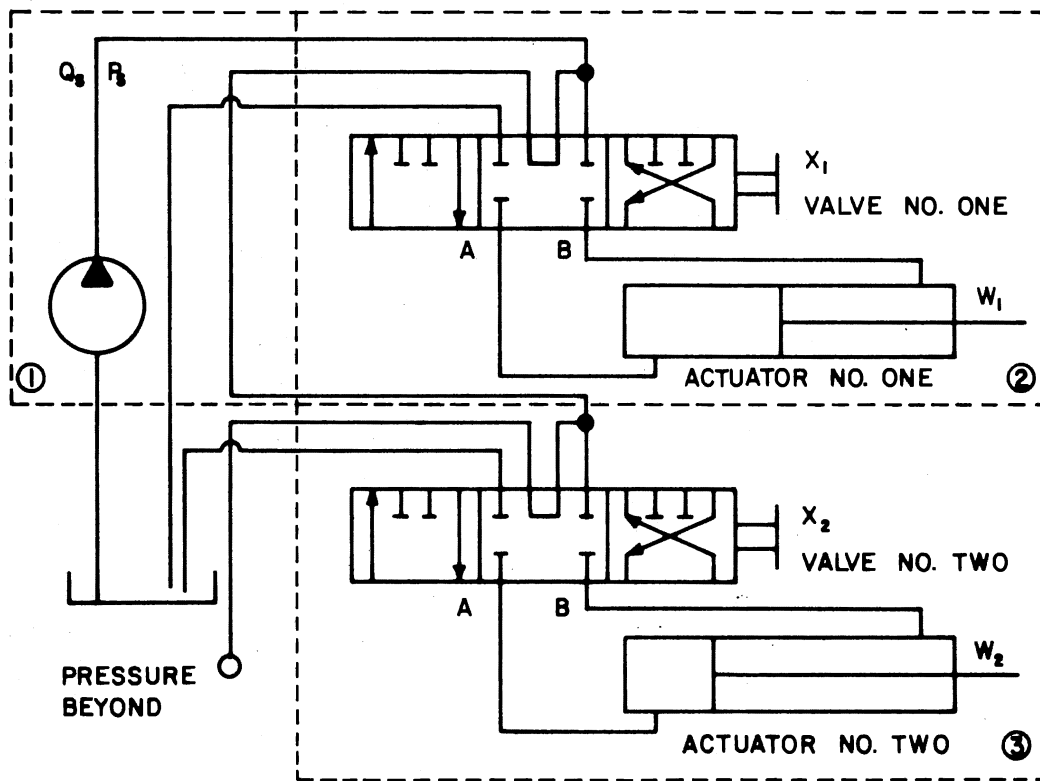 Qs Ps
X1
VALVE NO. ONE
A B
W1
ACTUATOR NO. ONE
1
2
X2
VALVE NO. TWO
A B
W2
PRESSURE
BEYOND
ACTUATOR NO. TWO
3